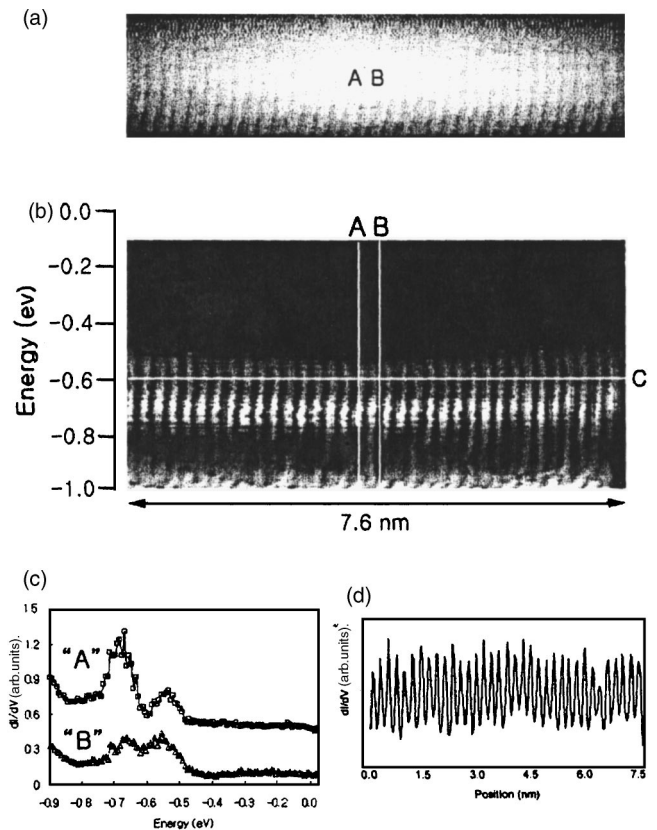 (a)
A B
(b)
0.0
A B
-0.2
-0.4
-0.6
C
-0.8
-1.0
Energy (ev)
7.6 nm
(c)
(d)
1 5
1.2
0.9
0.6
0.3
0
dI/dV (arb.units).
"A"
"B"
-0.9 -0.8 -0.7 -0.6 -0.5 -0.4 -0.3 -0.2 -0.1 0.0
Energy (eV)
dI/dV (arb.units).
0.0 1.5 3.0 4.5 6.0 7.5
Position (nm)